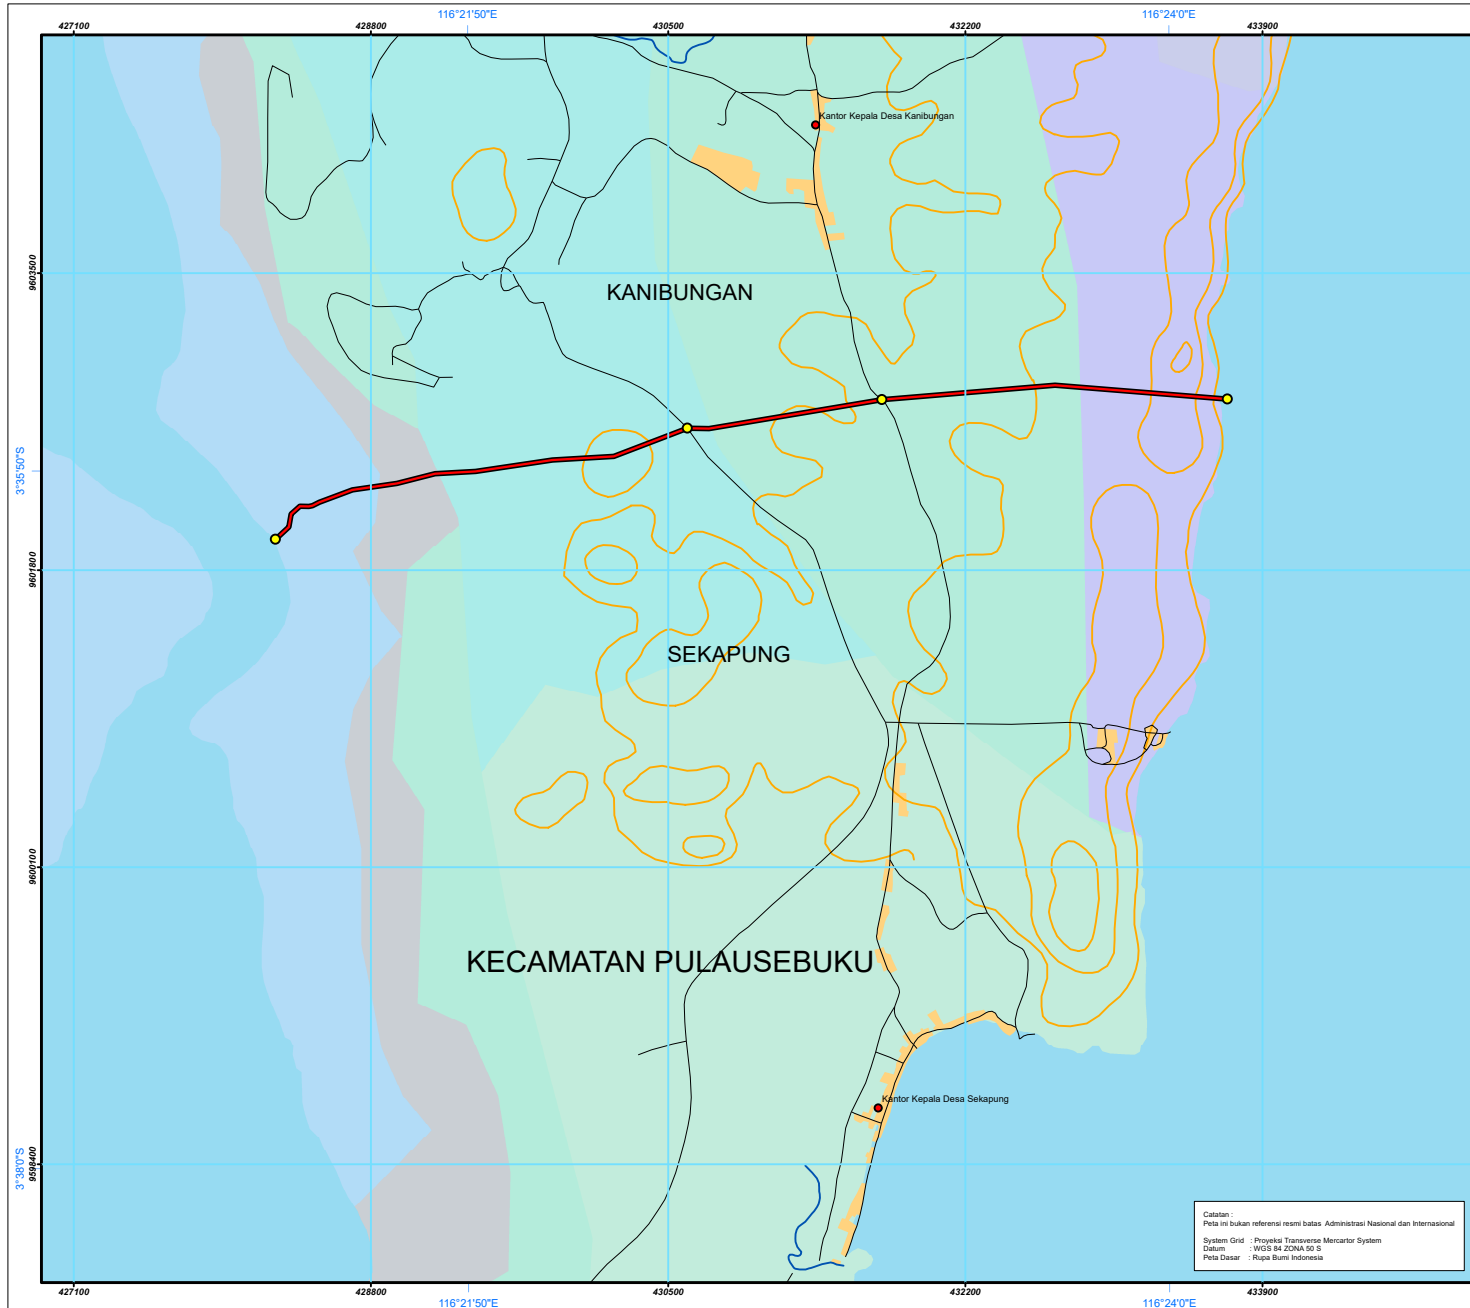 116°21'50"E 116°24'0"E
427100 428800 430500 432200 433900
Kantor Kepala Desa Kanibungan
9603500
KANIBUNGAN
3°35'50"S
9601800
SEKAPUNG
9600100
KECAMATAN PULAUSEBUKU
Kantor Kepala Desa Sekapung
3°38'0"S
9598400
Catatan :
Peta ini bukan referensi resmi batas Administrasi Nasional dan Internasional
System Grid : Proyeksi Transverse Mercartor System
Datum : WGS 84 ZONA 50 S
Peta Dasar : Rupa Bumi Indonesia
427100 428800 430500 432200 433900
116°21'50"E 116°24'0"E